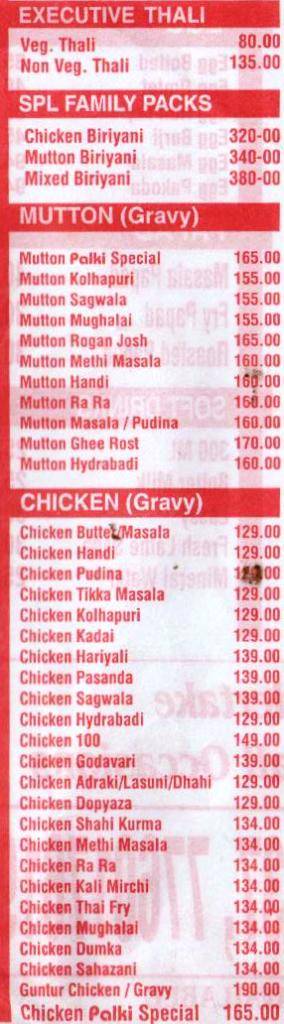 EXECUTIVE THALI
Veg. Thali 80.00
Non Veg. Thali 135.00
SPL FAMILY PACKS
Chicken Biriyani 320-00
Mutton Biriyani 340-00
Mixed Biriyani 380-00
MUTTON (Gravy)
Mutton Palki Special 165.00
Mutton Kolhapuri 155.00
Mutton Sagwala 155.00
Mutton Mughalai 155.00
Mutton Rogan Josh 165.00
Mutton Methi Masala 160.00
Mutton Handi 160.00
Mutton Ra Ra 160.00
Mutton Masala / Pudina 160.00
Mutton Ghee Rost 170.00
Mutton Hydrabadi 160.00
CHICKEN (Gravy)
Chicken Butter/Masala 129.00
Chicken Handi 129.00
Chicken Pudina
Chicken Tikka Masala 129.00
Chicken Kolhapuri 129.00
Chicken Kadai 129.00
Chicken Hariyali 139.00
Chicken Pasanda 139.00
Chicken Sagwala 139.00
Chicken Hydrabadi 129.00
Chicken 100 149.00
Chicken Godavari 139.00
Chicken Adraki/Lasuni/Dhahi 129.00
Chicken Dopyaza 129.00
Chicken Shahi Kurma 134.00
Chicken Methi Masala 134.00
Chicken Ra Ra 134.00
Chicken Kali Mirchi 134.00
Chicken Thai Fry 134.00
Chicken Mughalai 134.00
Chicken Dumka 134.00
Chicken Sahazani 134.00
Guntur Chicken / Gravy 190.00
Chicken Palki Special 165.00